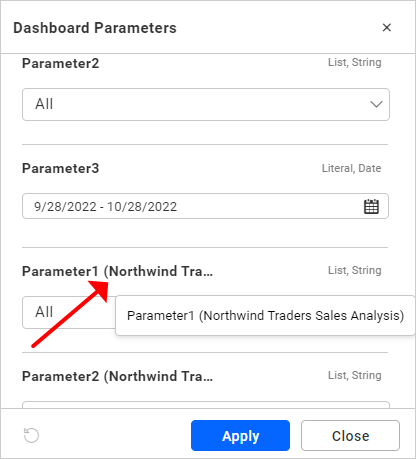 Dashboard Parameters
Parameter2 List, String
All
Parameter3 Literal, Date
9/28/2022 - 10/28/2022
Parameter1 (Northwind Tra... List, String
All
Parameter1 (Northwind Traders Sales Analysis)
Parameter2 (Northwind Tra... List, String
Apply Close